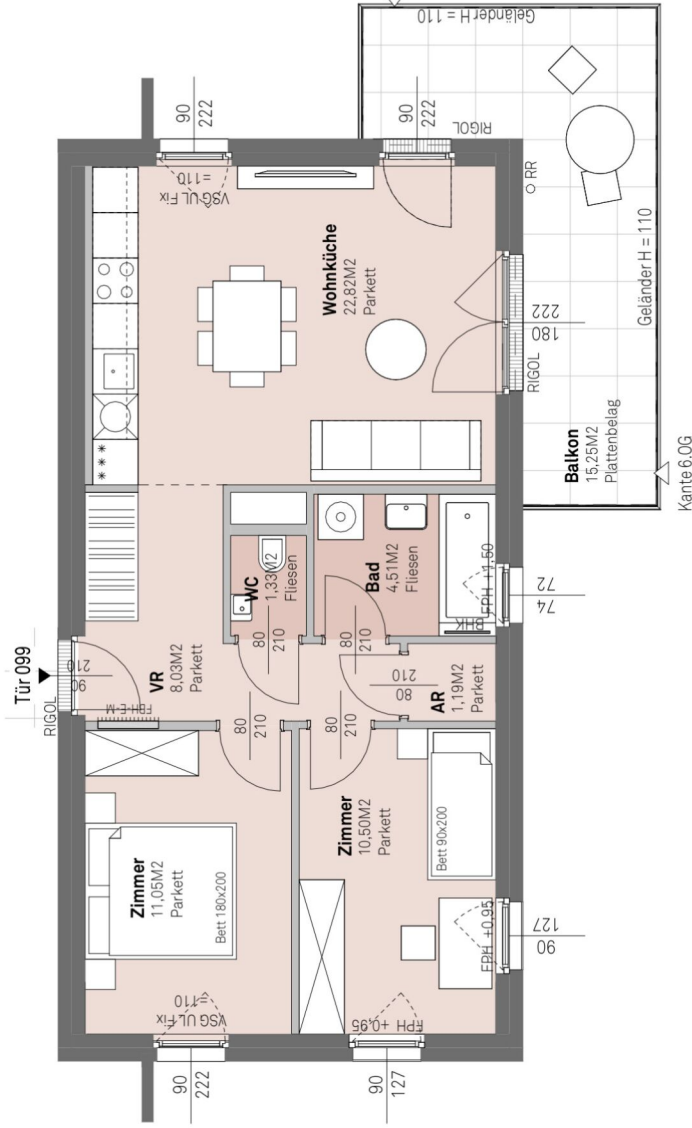 Geländer H = 110
90
222
90
222
RIGOL
VSG UL Fix
=110
RR
Wohnküche
22,82M2
Parkett
Geländer H = 110
222
180
RIGOL
Balkon
15,25M2
Plattenbelag
Kante 6.OG
***
WC
1,33M2
Fliesen
Bad
4,51M2
Fliesen
FPH +1,50
72
74
BHK
Tür 099
210
90
RIGOL
VR
8,03M2
Parkett
FBH-E-M
80
210
80
210
210
80
AR
1,19M2
Parkett
80
210
80
210
Zimmer
11,05M2
Parkett
Bett 180x200
Zimmer
10,50M2
Parkett
Bett 90x200
FPH +0,95
127
90
VSG UL Fix
=110
FPH +0,95
90
222
90
127